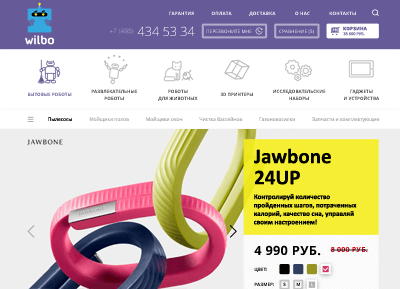 ГАРАНТИЯ ОПЛАТА ДОСТАВКА О НАС
+7 (495) 434 53 34 ПЕРЕЗВОНИТЕ МНЕ СРАВНЕНИЕ (5) КОРЗИНА
35 000 РУБ.
wilbo
БЫТОВЫЕ РОБОТЫ РАЗВЛЕКАТЕЛЬНЫЕ РОБОТЫ РОБОТЫ ДЛЯ ЖИВОТНЫХ 3D ПРИНТЕРЫ ИССЛЕДОВАТЕЛЬСКИЕ НАБОРЫ ГАДЖЕТЫ И УСТРОЙСТВА
Пылесосы Мойщики полов Мойщики окон Чистка бассейнов Газонокосилки Запчасти и комплектующие
JAWBONE
Jawbone
24UP
Контролируй количество
пройденных шагов, потраченных
калорий, качество сна, управляй
своим настроением!
4 990 РУБ. 8 000 РУБ.
ЦВЕТ:
РАЗМЕР: S M L